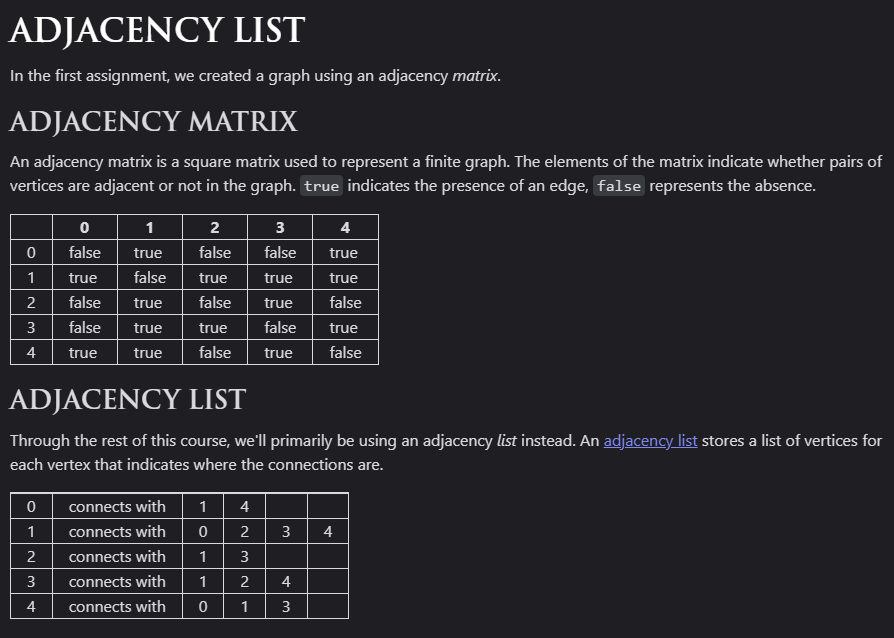 ADJACENCY LIST
In the first assignment, we created a graph using an adjacency matrix.
ADJACENCY MATRIX
An adjacency matrix is a square matrix used to represent a finite graph. The elements of the matrix indicate whether pairs of
vertices are adjacent or not in the graph. true indicates the presence of an edge, false represents the absence.
0 1 2 3 4
0 false true false false true
1 true false true true true
2 false true false true false
3 false true true false true
4 true true false true false
ADJACENCY LIST
Through the rest of this course, we'll primarily be using an adjacency list instead. An adjacency list stores a list of vertices for
each vertex that indicates where the connections are.
0 connects with 1 4
1 connects with 0 2 3 4
2 connects with 1 3
3 connects with 1 2 4
4 connects with 0 1 3